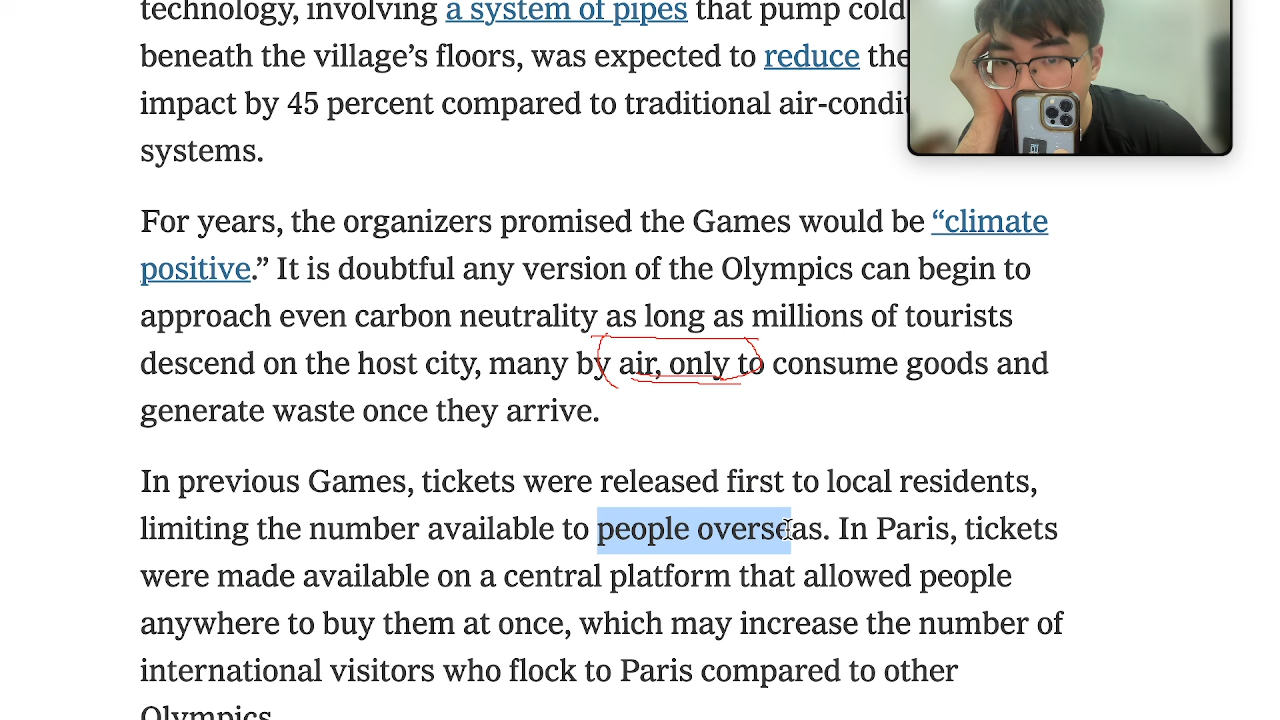 technology, involving a system of pipes that pump cold
beneath the village’s floors, was expected to reduce the
impact by 45 percent compared to traditional air-condit
systems.
For years, the organizers promised the Games would be “climate
positive.” It is doubtful any version of the Olympics can begin to
approach even carbon neutrality as long as millions of tourists
descend on the host city, many by air, only to consume goods and
generate waste once they arrive.
In previous Games, tickets were released first to local residents,
limiting the number available to people overseas. In Paris, tickets
were made available on a central platform that allowed people
anywhere to buy them at once, which may increase the number of
international visitors who flock to Paris compared to other
Olympics.